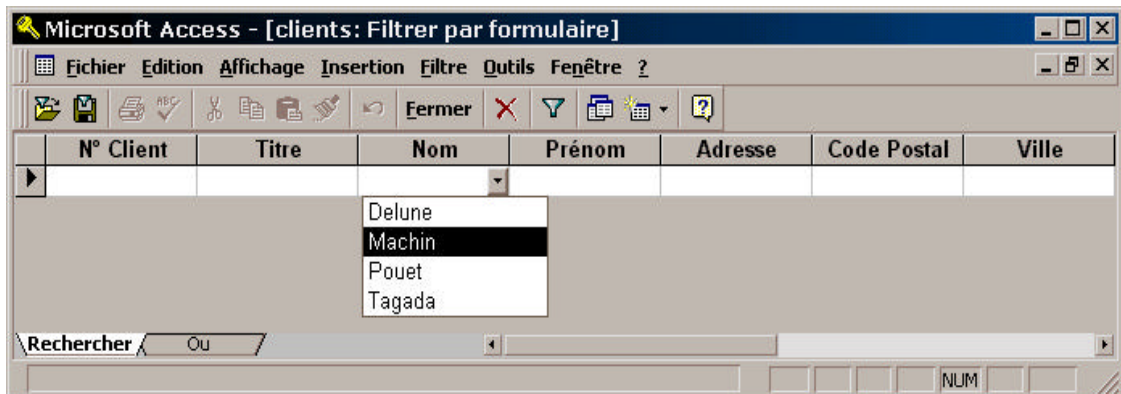 Microsoft Access - [clients: Filtrer par formulaire]
Fichier Edition Affichage Insertion Filtre Outils Fenêtre ?
ABC Fermer
N° Client Titre Nom Prénom Adresse Code Postal Ville
Delune
Machin
Pouet
Tagada
Rechercher Ou
NUM